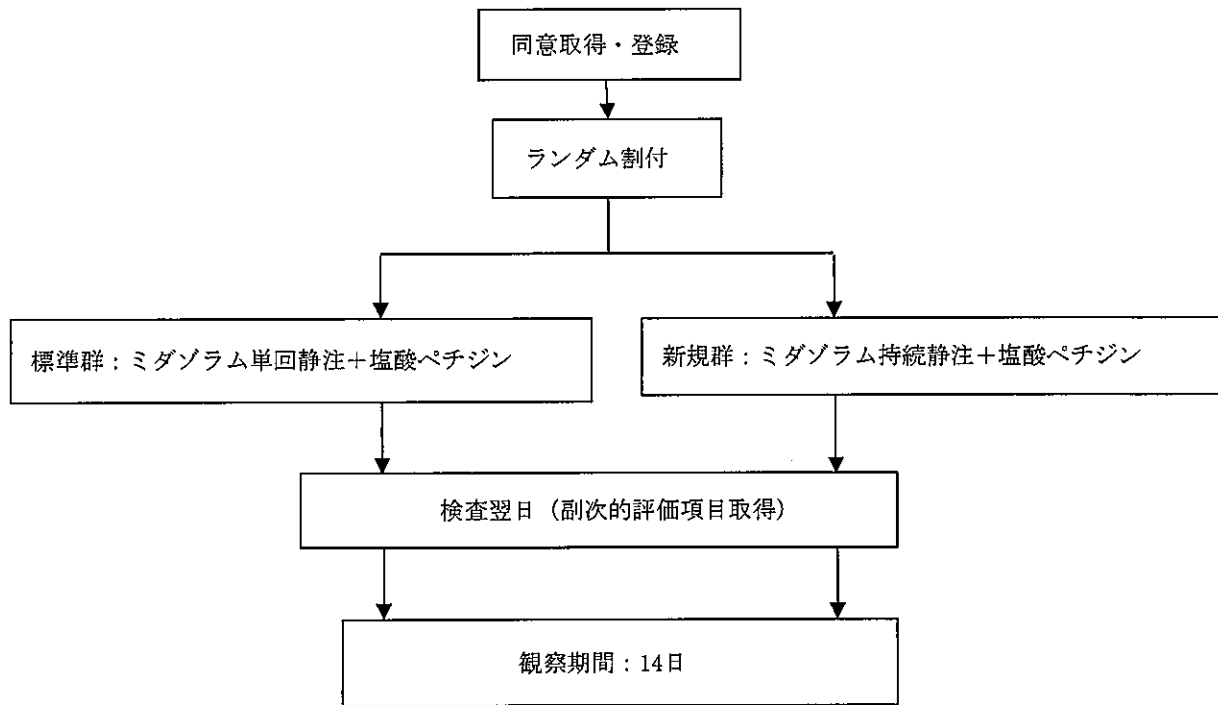 同意取得・登録
ランダム割付
標準群：ミダゾラム単回静注＋塩酸ペチジン
新規群：ミダゾラム持続静注＋塩酸ペチジン
検査翌日（副次的評価項目取得）
観察期間：14日